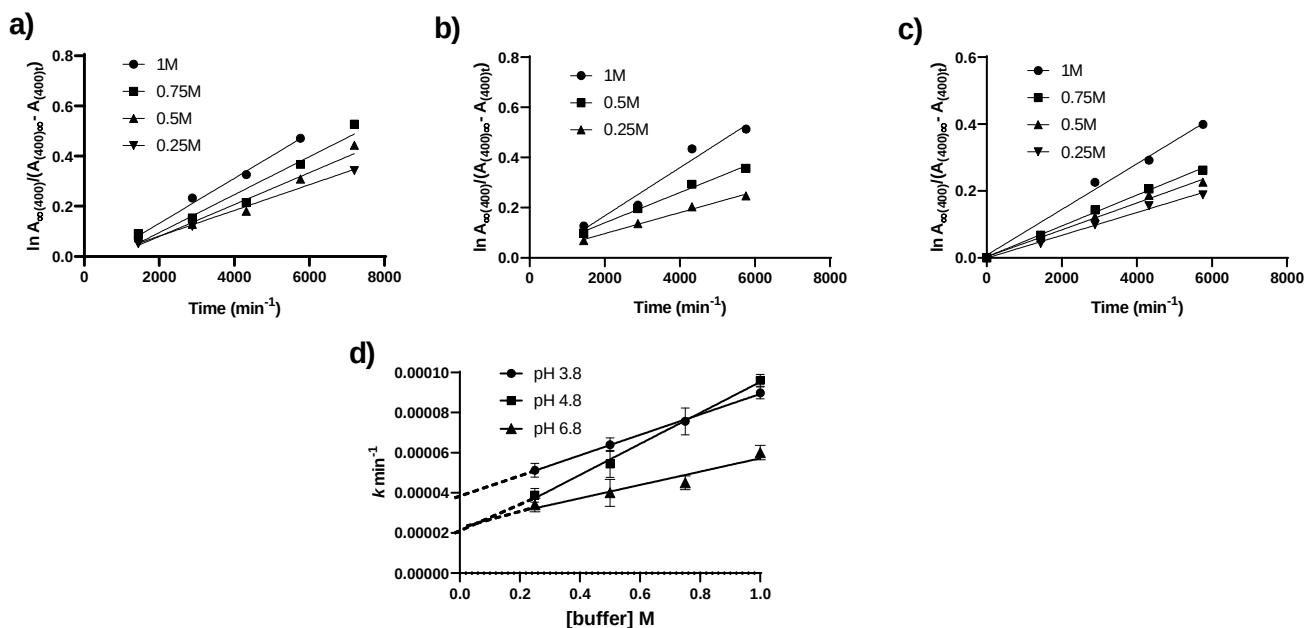 a)
ln A∞(400)/(A(400)∞- A(400)t)
0.8
0.6
0.4
0.2
0.0
0 2000 4000 6000 8000
Time (min-1)
1M
0.75M
0.5M
0.25M
b)
ln A∞(400)/(A(400)∞- A(400)t)
0.8
0.6
0.4
0.2
0.0
0 2000 4000 6000 8000
Time (min-1)
1M
0.5M
0.25M
c)
ln A∞(400)/(A(400)∞- A(400)t)
0.6
0.4
0.2
0.0
0 2000 4000 6000 8000
Time (min-1)
1M
0.75M
0.5M
0.25M
d)
k min-1
0.00010
0.00008
0.00006
0.00004
0.00002
0.00000
0.0 0.2 0.4 0.6 0.8 1.0
[buffer] M
pH 3.8
pH 4.8
pH 6.8